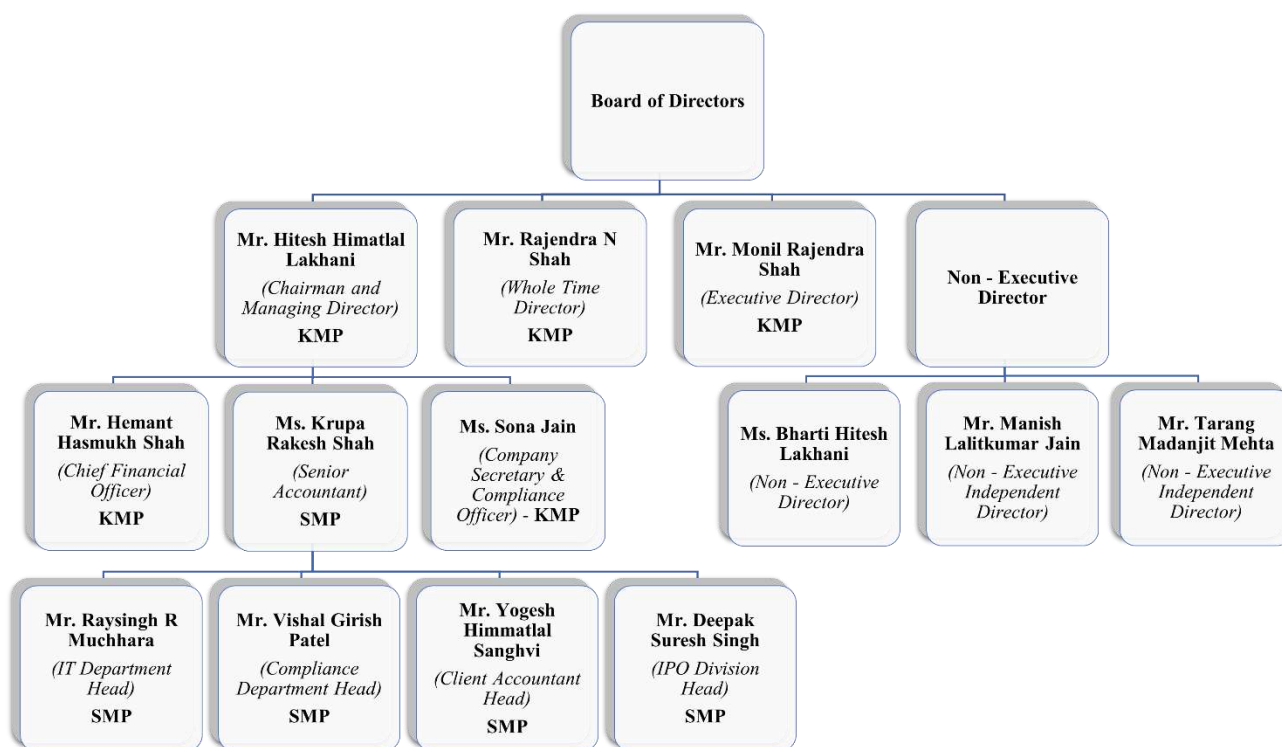 Board of Directors
Mr. Hitesh Himatlal
Lakhani
(Chairman and
Managing Director)
KMP
Mr. Rajendra N
Shah
(Whole Time
Director)
KMP
Mr. Monil Rajendra
Shah
(Executive Director)
KMP
Non - Executive
Director
Mr. Hemant
Hasmukh Shah
(Chief Financial
Officer)
KMP
Ms. Krupa
Rakesh Shah
(Senior
Accountant)
SMP
Ms. Sona Jain
(Company
Secretary &
Compliance
Officer) - KMP
Ms. Bharti Hitesh
Lakhani
(Non - Executive
Director)
Mr. Manish
Lalitkumar Jain
(Non - Executive
Independent
Director)
Mr. Tarang
Madanjit Mehta
(Non - Executive
Independent
Director)
Mr. Raysingh R
Muchhara
(IT Department
Head)
SMP
Mr. Vishal Girish
Patel
(Compliance
Department Head)
SMP
Mr. Yogesh
Himmatlal
Sanghvi
(Client Accountant
Head)
SMP
Mr. Deepak
Suresh Singh
(IPO Division
Head)
SMP